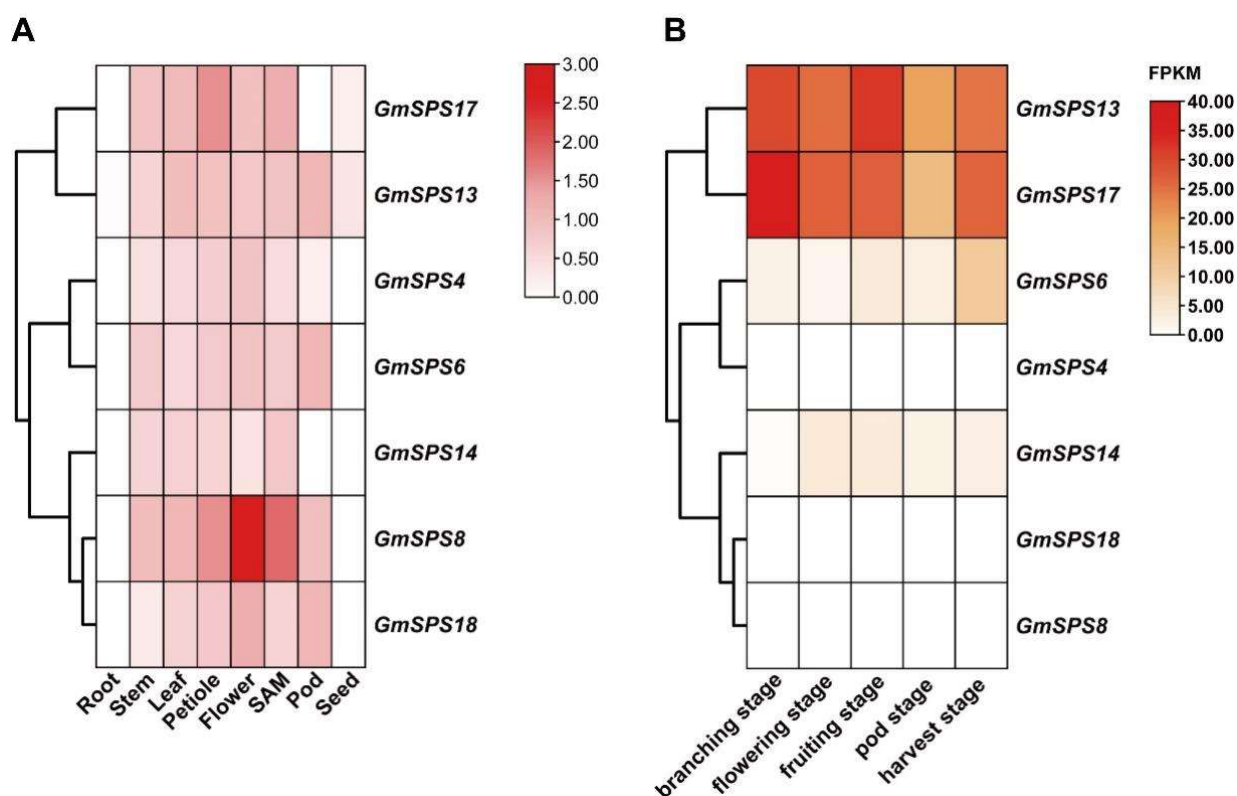 A
B
GmSPS17
GmSPS13
GmSPS4
GmSPS6
GmSPS14
GmSPS8
GmSPS18
Root
Stem
Leaf
Petiole
Flower
SAM
Pod
Seed
3.00
2.50
2.00
1.50
1.00
0.50
0.00
GmSPS13
GmSPS17
GmSPS6
GmSPS4
GmSPS14
GmSPS18
GmSPS8
branching stage
flowering stage
fruiting stage
pod stage
harvest stage
FPKM
40.00
35.00
30.00
25.00
20.00
15.00
10.00
5.00
0.00